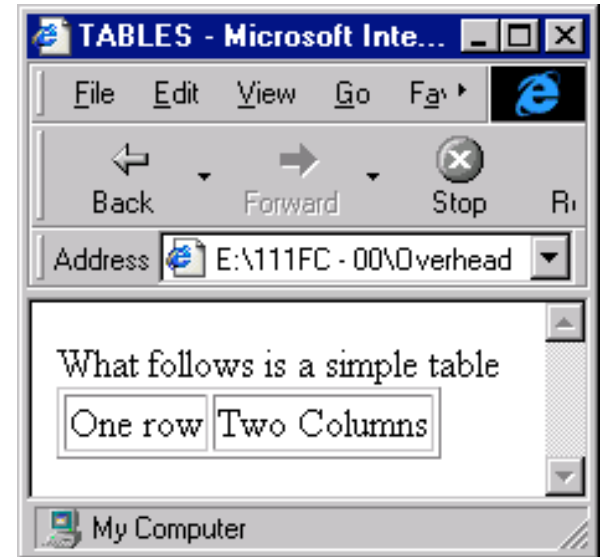 TABLES - Microsoft Inte...
File Edit View Go Fav
Back Forward Stop
Address E:\111FC - 00\Overhead
What follows is a simple table
One row Two Columns
My Computer